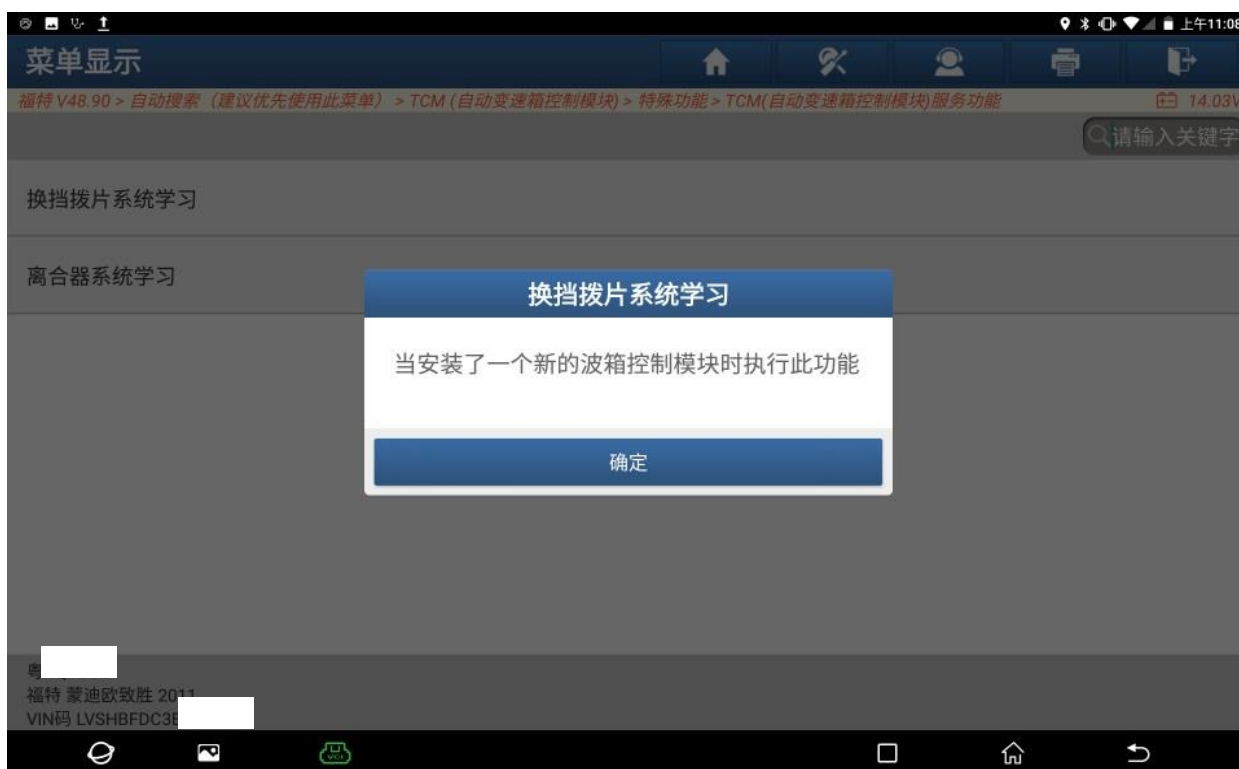 上午11:08
菜单显示
福特 V48.90 > 自动搜索（建议优先使用此菜单）> TCM (自动变速箱控制模块) > 特殊功能 > TCM(自动变速箱控制模块)服务功能
14.03V
请输入关键字
换挡拨片系统学习
离合器系统学习
换挡拨片系统学习
当安装了一个新的波箱控制模块时执行此功能
确定
粤
福特 蒙迪欧致胜 2011
VIN码 LVSHBFDC3
VCI